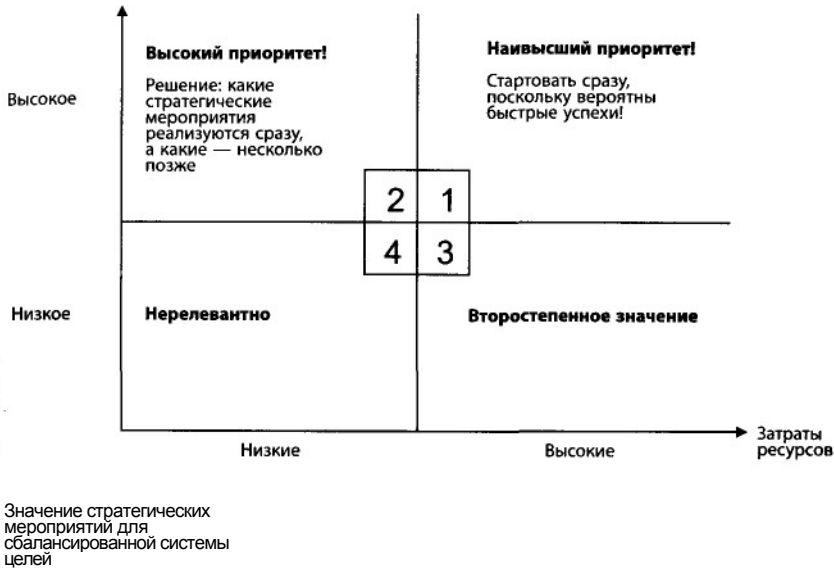 Высокий приоритет!
Решение: какие
стратегические
мероприятия
реализуются сразу,
а какие — несколько
позже
Наивысший приоритет!
Стартовать сразу,
поскольку вероятны
быстрые успехи!
Высокое
2 1
4 3
Низкое
Нерелевантно
Второстепенное значение
Низкие
Высокие
Затраты
ресурсов
Значение стратегических
мероприятий для
сбалансированной системы
целей